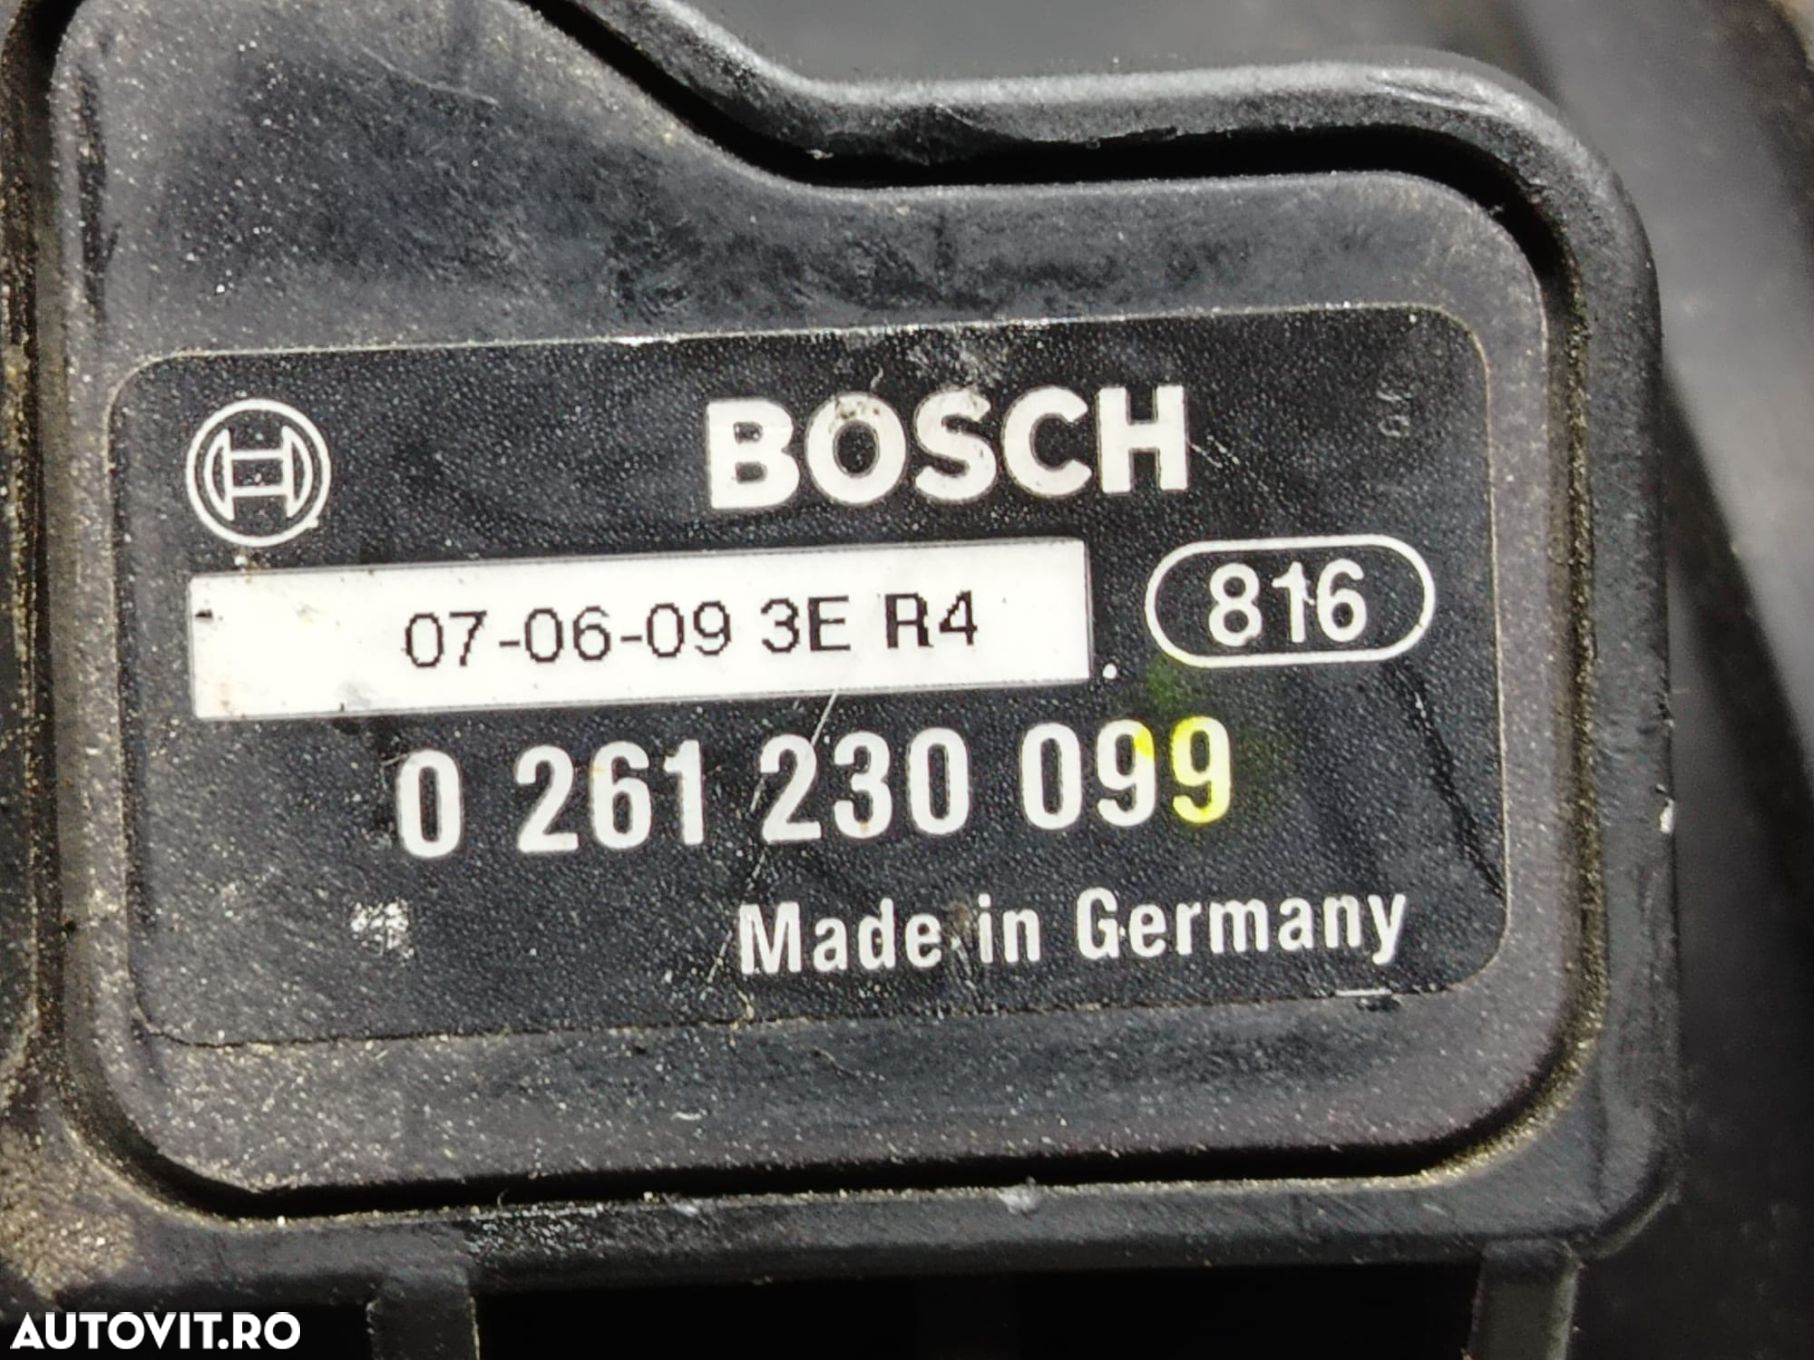 BOSCH
07-06-09 3E R4
816
0 261 230 099
Made in Germany
AUTOVIT.RO